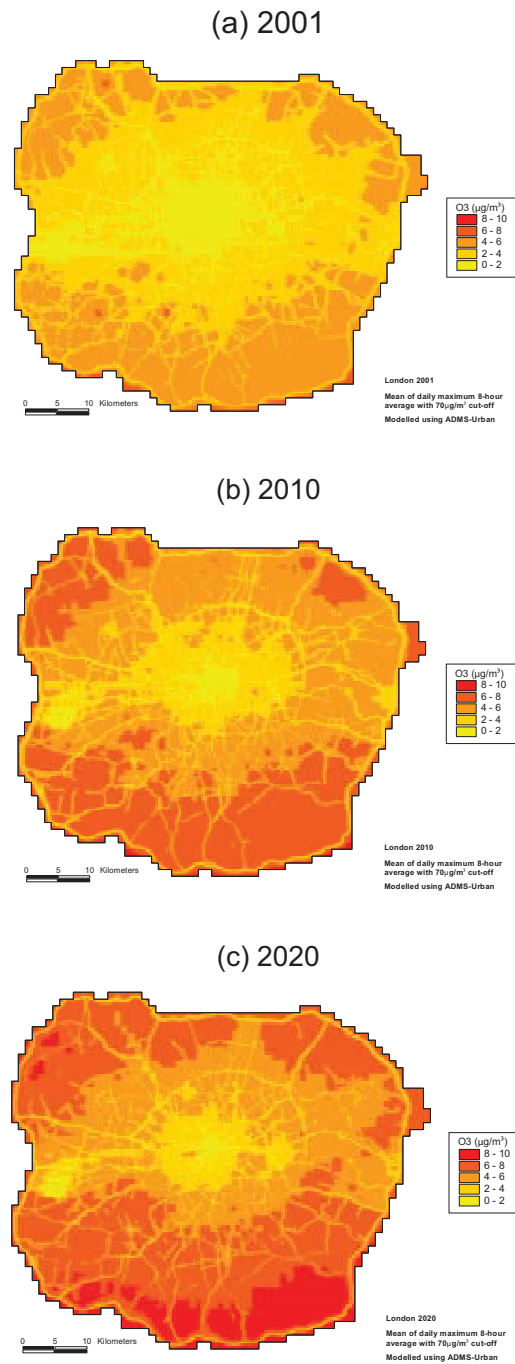 (a) 2001
O3 (μg/m³)
8 - 10
6 - 8
4 - 6
2 - 4
0 - 2
London 2001
Mean of daily maximum 8-hour
average with 70μg/m³ cut-off
Modelled using ADMS-Urban
0 5 10 Kilometers
(b) 2010
O3 (μg/m³)
8 - 10
6 - 8
4 - 6
2 - 4
0 - 2
London 2010
Mean of daily maximum 8-hour
average with 70μg/m³ cut-off
Modelled using ADMS-Urban
0 5 10 Kilometers
(c) 2020
O3 (μg/m³)
8 - 10
6 - 8
4 - 6
2 - 4
0 - 2
London 2020
Mean of daily maximum 8-hour
average with 70μg/m³ cut-off
Modelled using ADMS-Urban
0 5 10 Kilometers